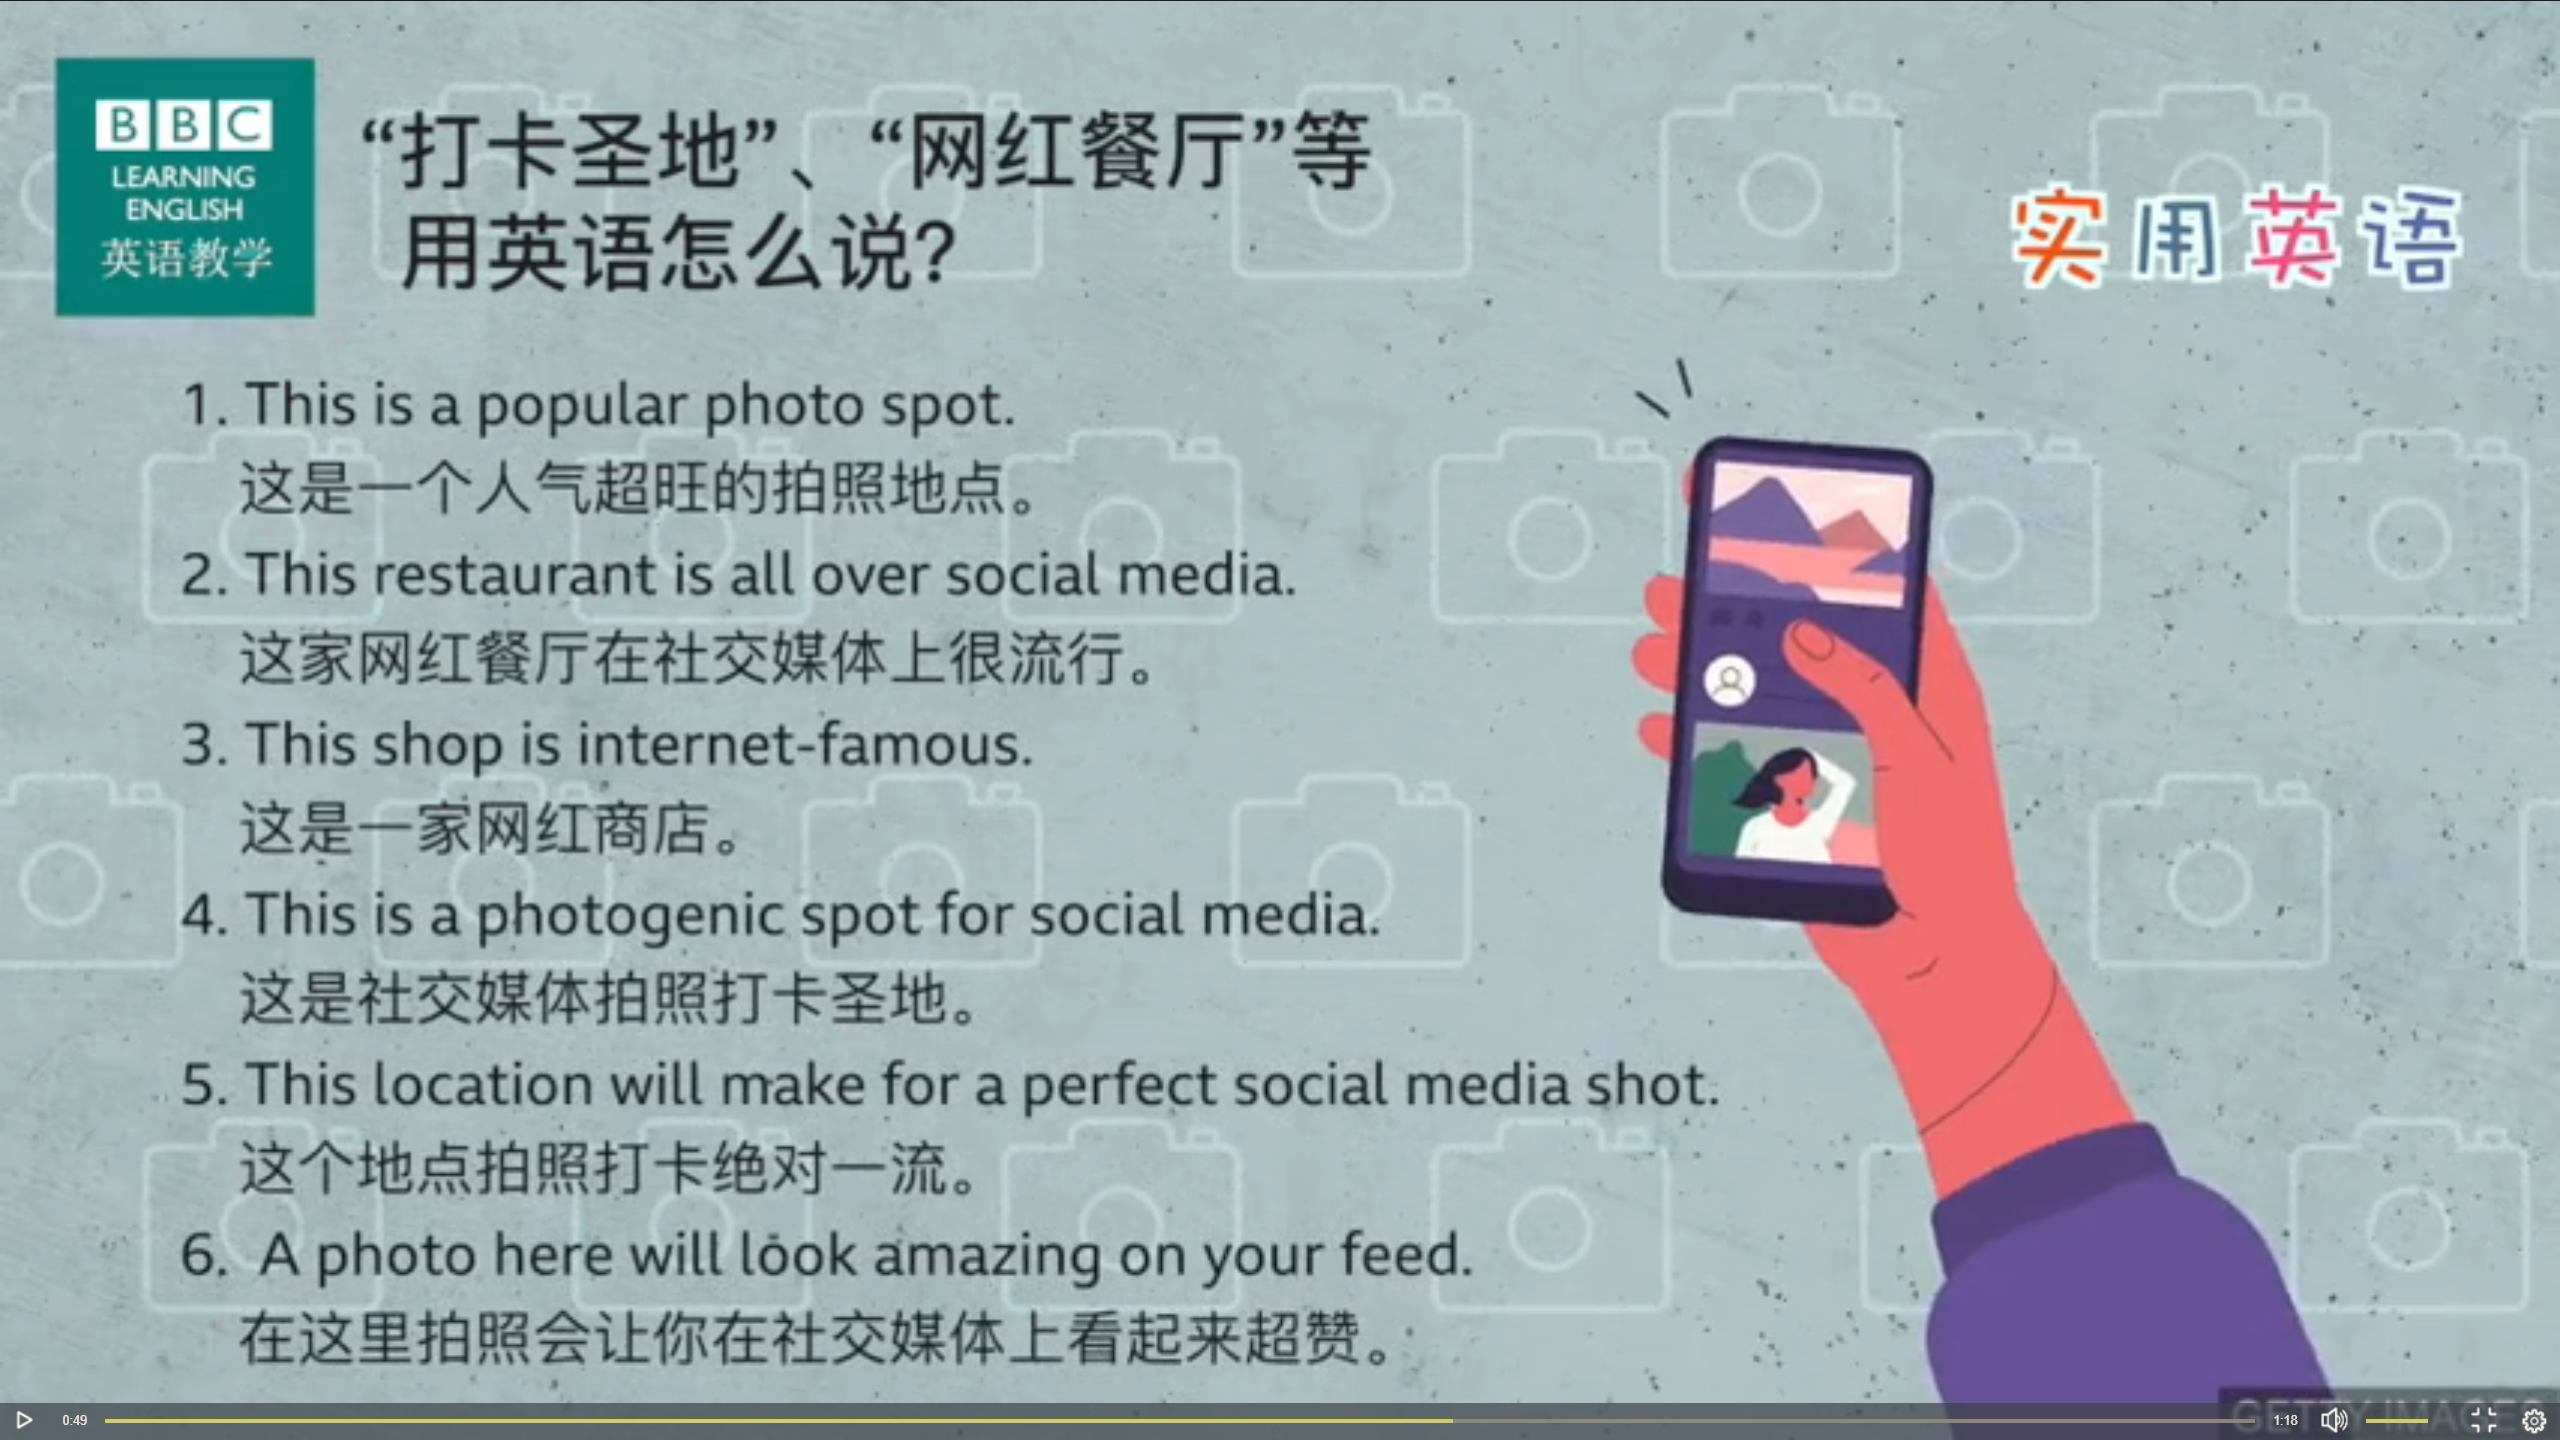 BBC
LEARNING
ENGLISH
英语教学
“打卡圣地”、“网红餐厅”等
用英语怎么说？
实用英语
1. This is a popular photo spot.
这是一个人气超旺的拍照地点。
2. This restaurant is all over social media.
这家网红餐厅在社交媒体上很流行。
3. This shop is internet-famous.
这是一家网红商店。
4. This is a photogenic spot for social media.
这是社交媒体拍照打卡圣地。
5. This location will make for a perfect social media shot.
这个地点拍照打卡绝对一流。
6. A photo here will look amazing on your feed.
在这里拍照会让你在社交媒体上看起来超赞。
GETTY IMAGES
0:49
1:18